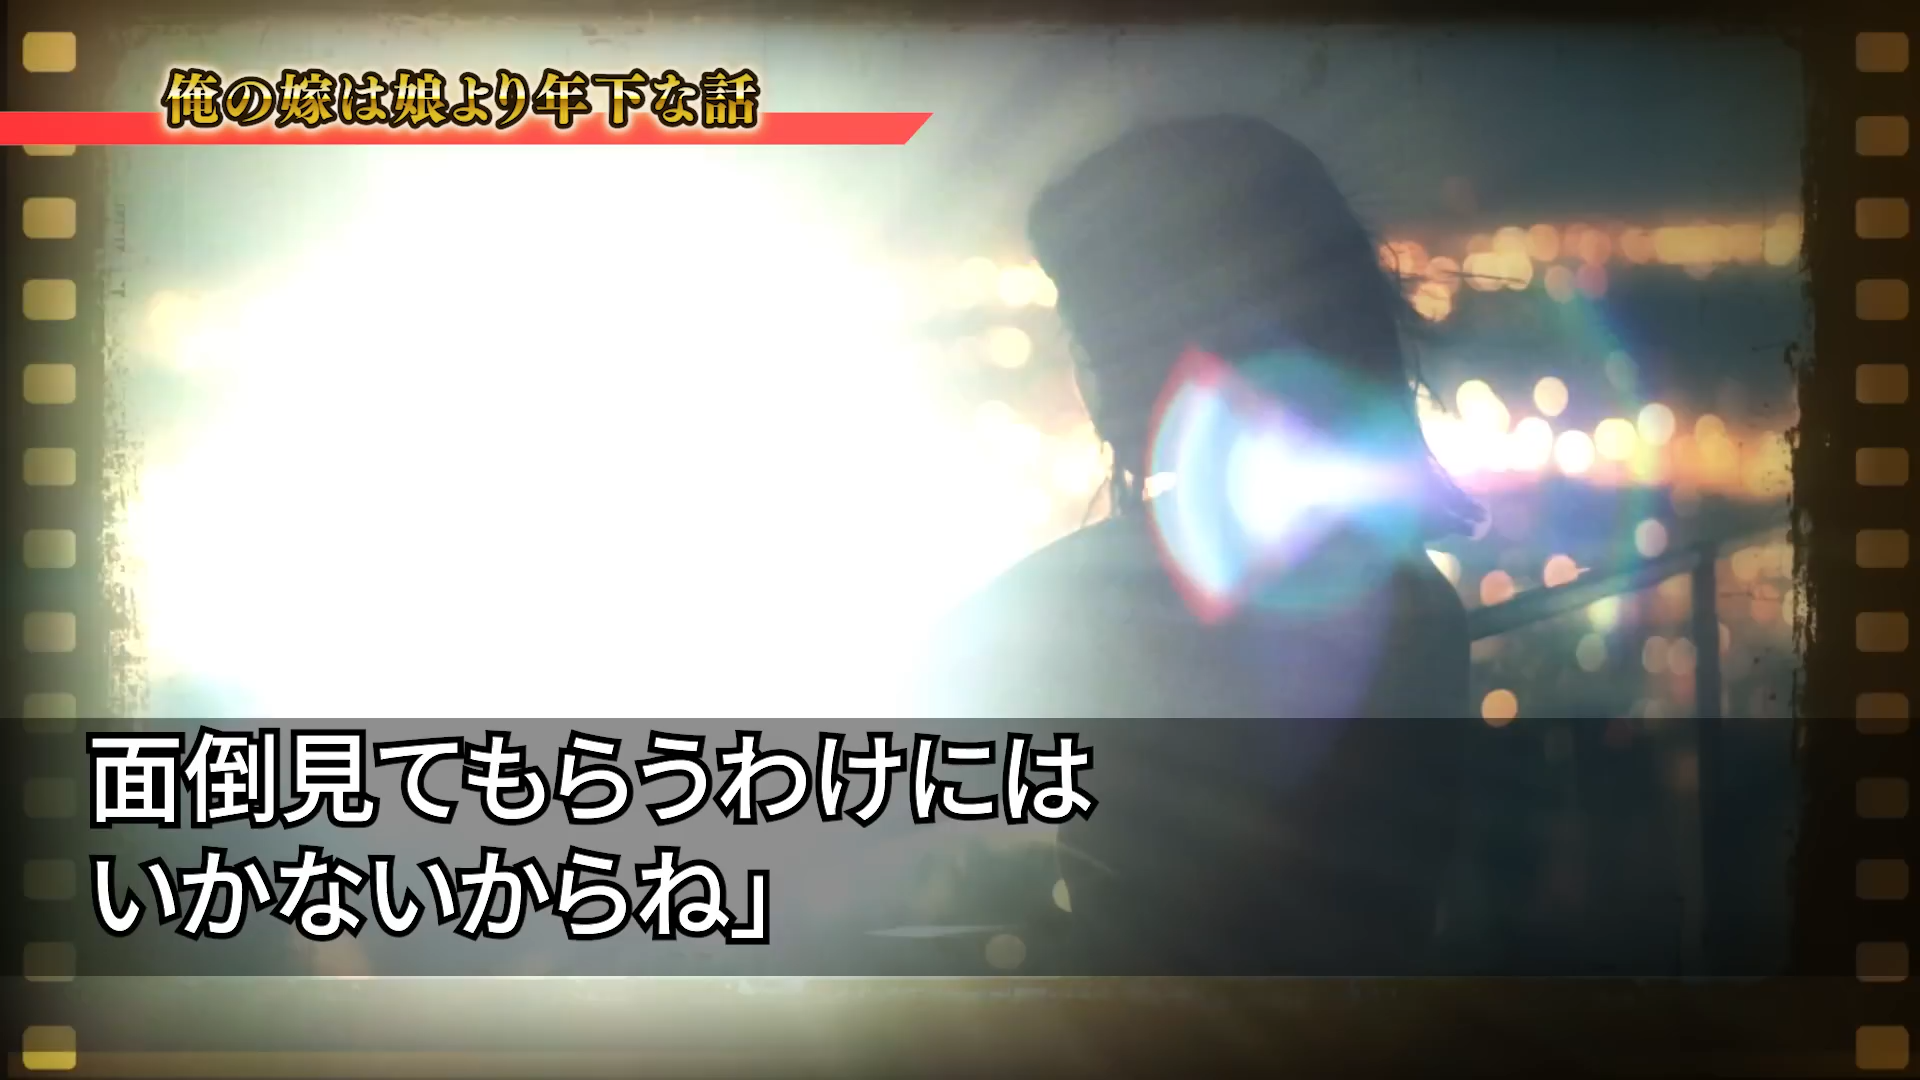 俺の嫁は娘より年下な話
面倒見てもらうわけには
いかないからね」